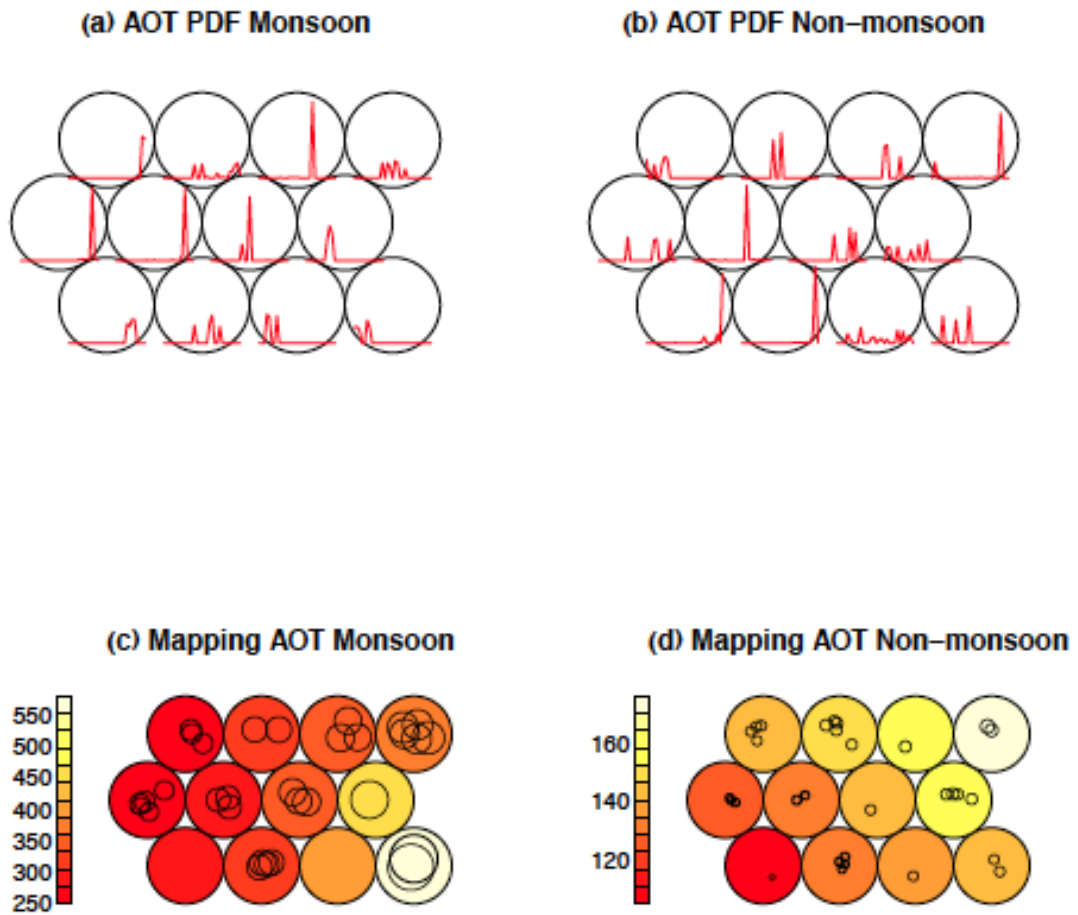 (a) AOT PDF Monsoon
(b) AOT PDF Non−monsoon
(c) Mapping AOT Monsoon
550
500
450
400
350
300
250
(d) Mapping AOT Non−monsoon
160
140
120